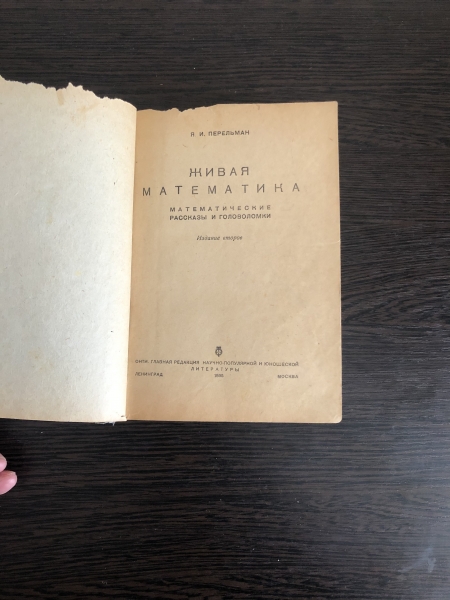 Я. И. ПЕРЕЛЬМАН
ЖИВАЯ
МАТЕМАТИКА
МАТЕМАТИЧЕСКИЕ
РАССКАЗЫ И ГОЛОВОЛОМКИ
Издание второе
ГЛАВНАЯ РЕДАКЦИЯ НАУЧНО-ПОПУЛЯРНОЙ И ЮНОШЕСКОЙ
ЛИТЕРАТУРЫ
ЛЕНИНГРАД МОСКВА